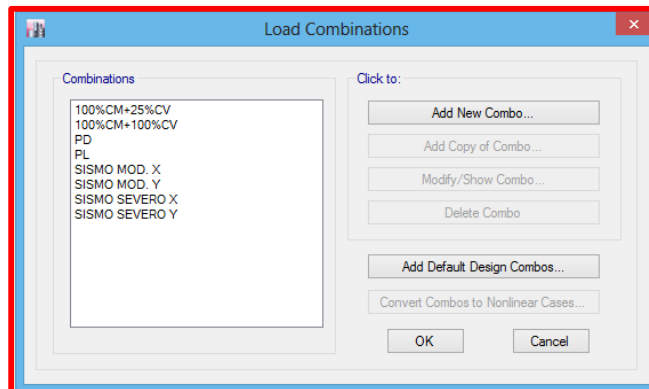 Load Combinations
Combinations
100%CM+25%CV
100%CM+100%CV
PD
PL
SISMO MOD. X
SISMO MOD. Y
SISMO SEVERO X
SISMO SEVERO Y
Click to:
Add New Combo...
Add Copy of Combo...
Modify/Show Combo...
Delete Combo
Add Default Design Combos...
Convert Combos to Nonlinear Cases...
OK
Cancel